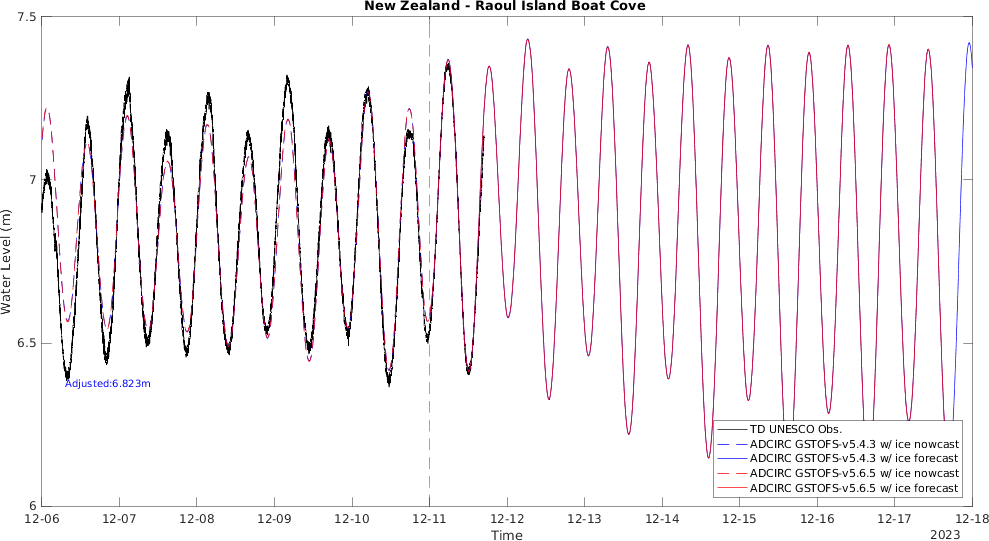 New Zealand - Raoul Island Boat Cove
7.5
7
6.5
6
Water Level (m)
Adjusted:6.823m
TD UNESCO Obs.
ADCIRC GSTOFS-v5.4.3 w/ ice nowcast
ADCIRC GSTOFS-v5.4.3 w/ ice forecast
ADCIRC GSTOFS-v5.6.5 w/ ice nowcast
ADCIRC GSTOFS-v5.6.5 w/ ice forecast
12-06 12-07 12-08 12-09 12-10 12-11 12-12 12-13 12-14 12-15 12-16 12-17 12-18
Time
2023